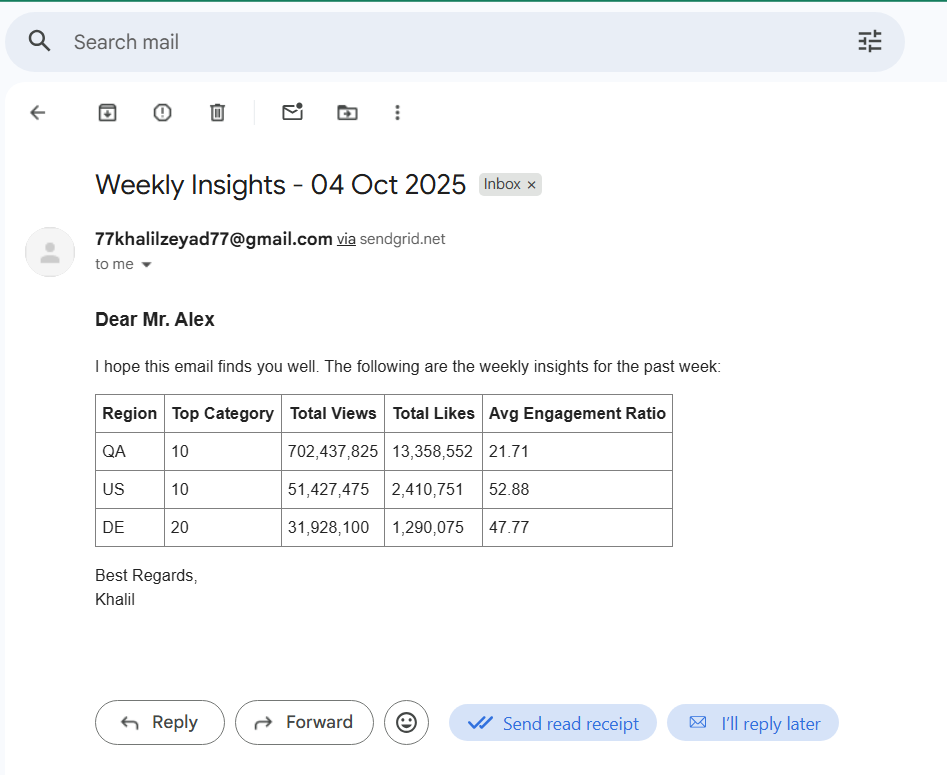 Search mail
Weekly Insights - 04 Oct 2025 Inbox ×
77khalilzeyad77@gmail.com via sendgrid.net
to me
Dear Mr. Alex
I hope this email finds you well. The following are the weekly insights for the past week:
Region Top Category Total Views Total Likes Avg Engagement Ratio
QA 10 702,437,825 13,358,552 21.71
US 10 51,427,475 2,410,751 52.88
DE 20 31,928,100 1,290,075 47.77
Best Regards,
Khalil
Reply Forward Send read receipt I'll reply later